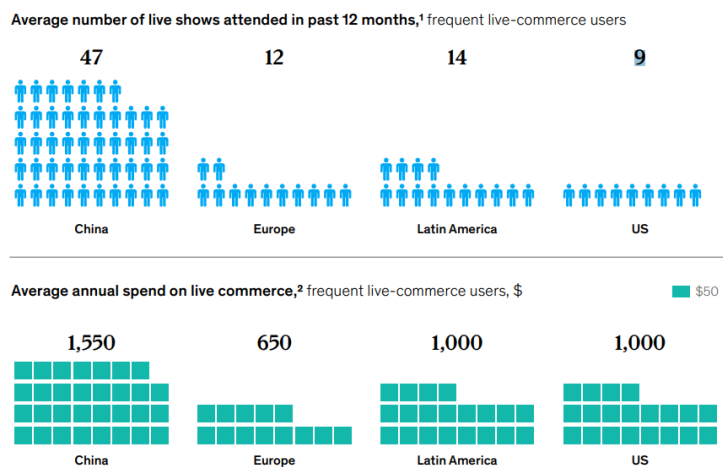 Average number of live shows attended in past 12 months,¹ frequent live-commerce users
47 12 14 9
China Europe Latin America US
Average annual spend on live commerce,² frequent live-commerce users, $ $50
1,550 650 1,000 1,000
China Europe Latin America US